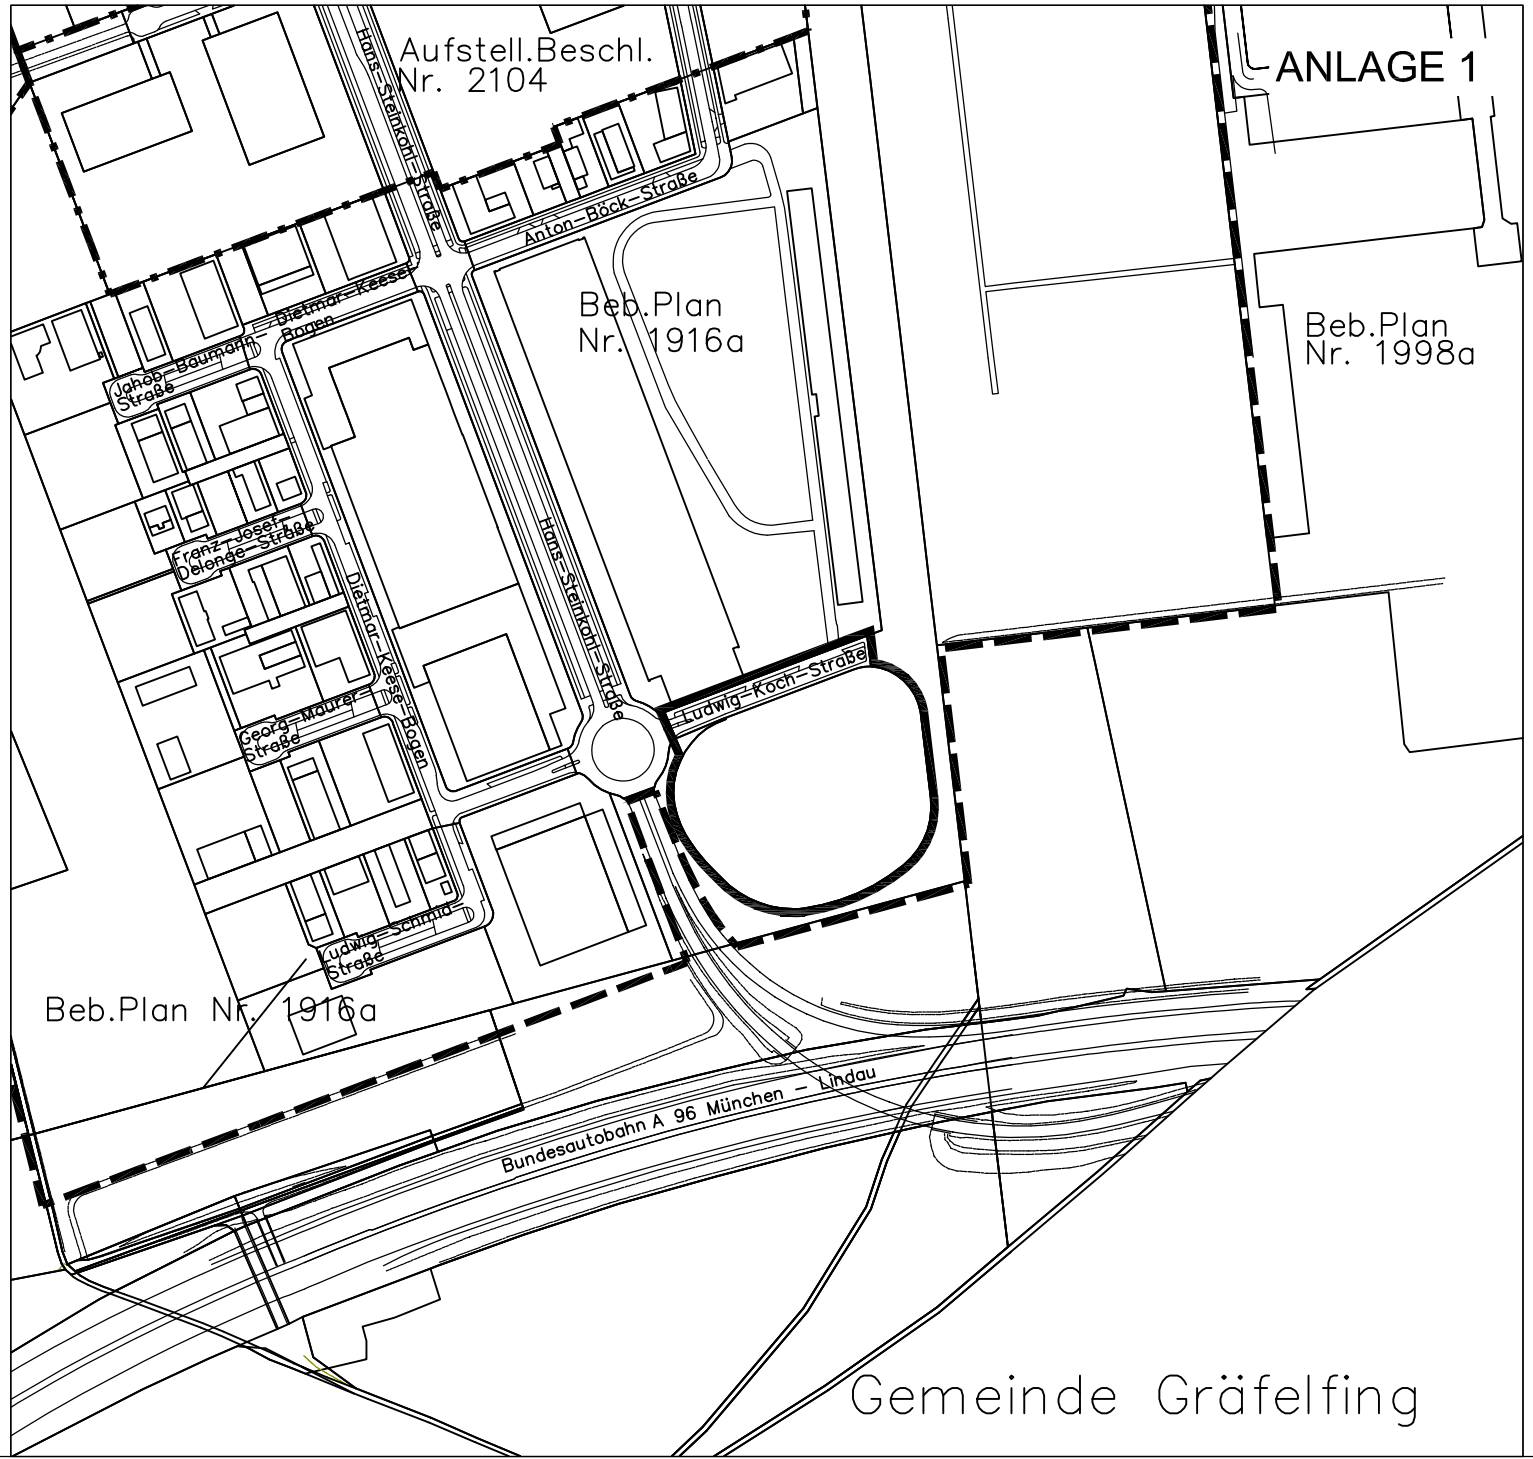 ANLAGE 1
Aufstell.Beschl.
Nr. 2104
Hans-Steinkohl-Straße
Anton-Böck-Straße
Dietmar-Keese-
Bogen
Beb.Plan
Nr. 1916a
Beb.Plan
Nr. 1998a
Jahob-Baumann-
Straße
Franz-Josef-
Delonge-Straße
Hans-Steinkohl-Straße
Dietmar-Keese-Bogen
Ludwig-Koch-Straße
Georg-Maurer-
Straße
Ludwig-Schmid-
Straße
Beb.Plan Nr. 1916a
Bundesautobahn A 96 München - Lindau
Gemeinde Gräfelfing